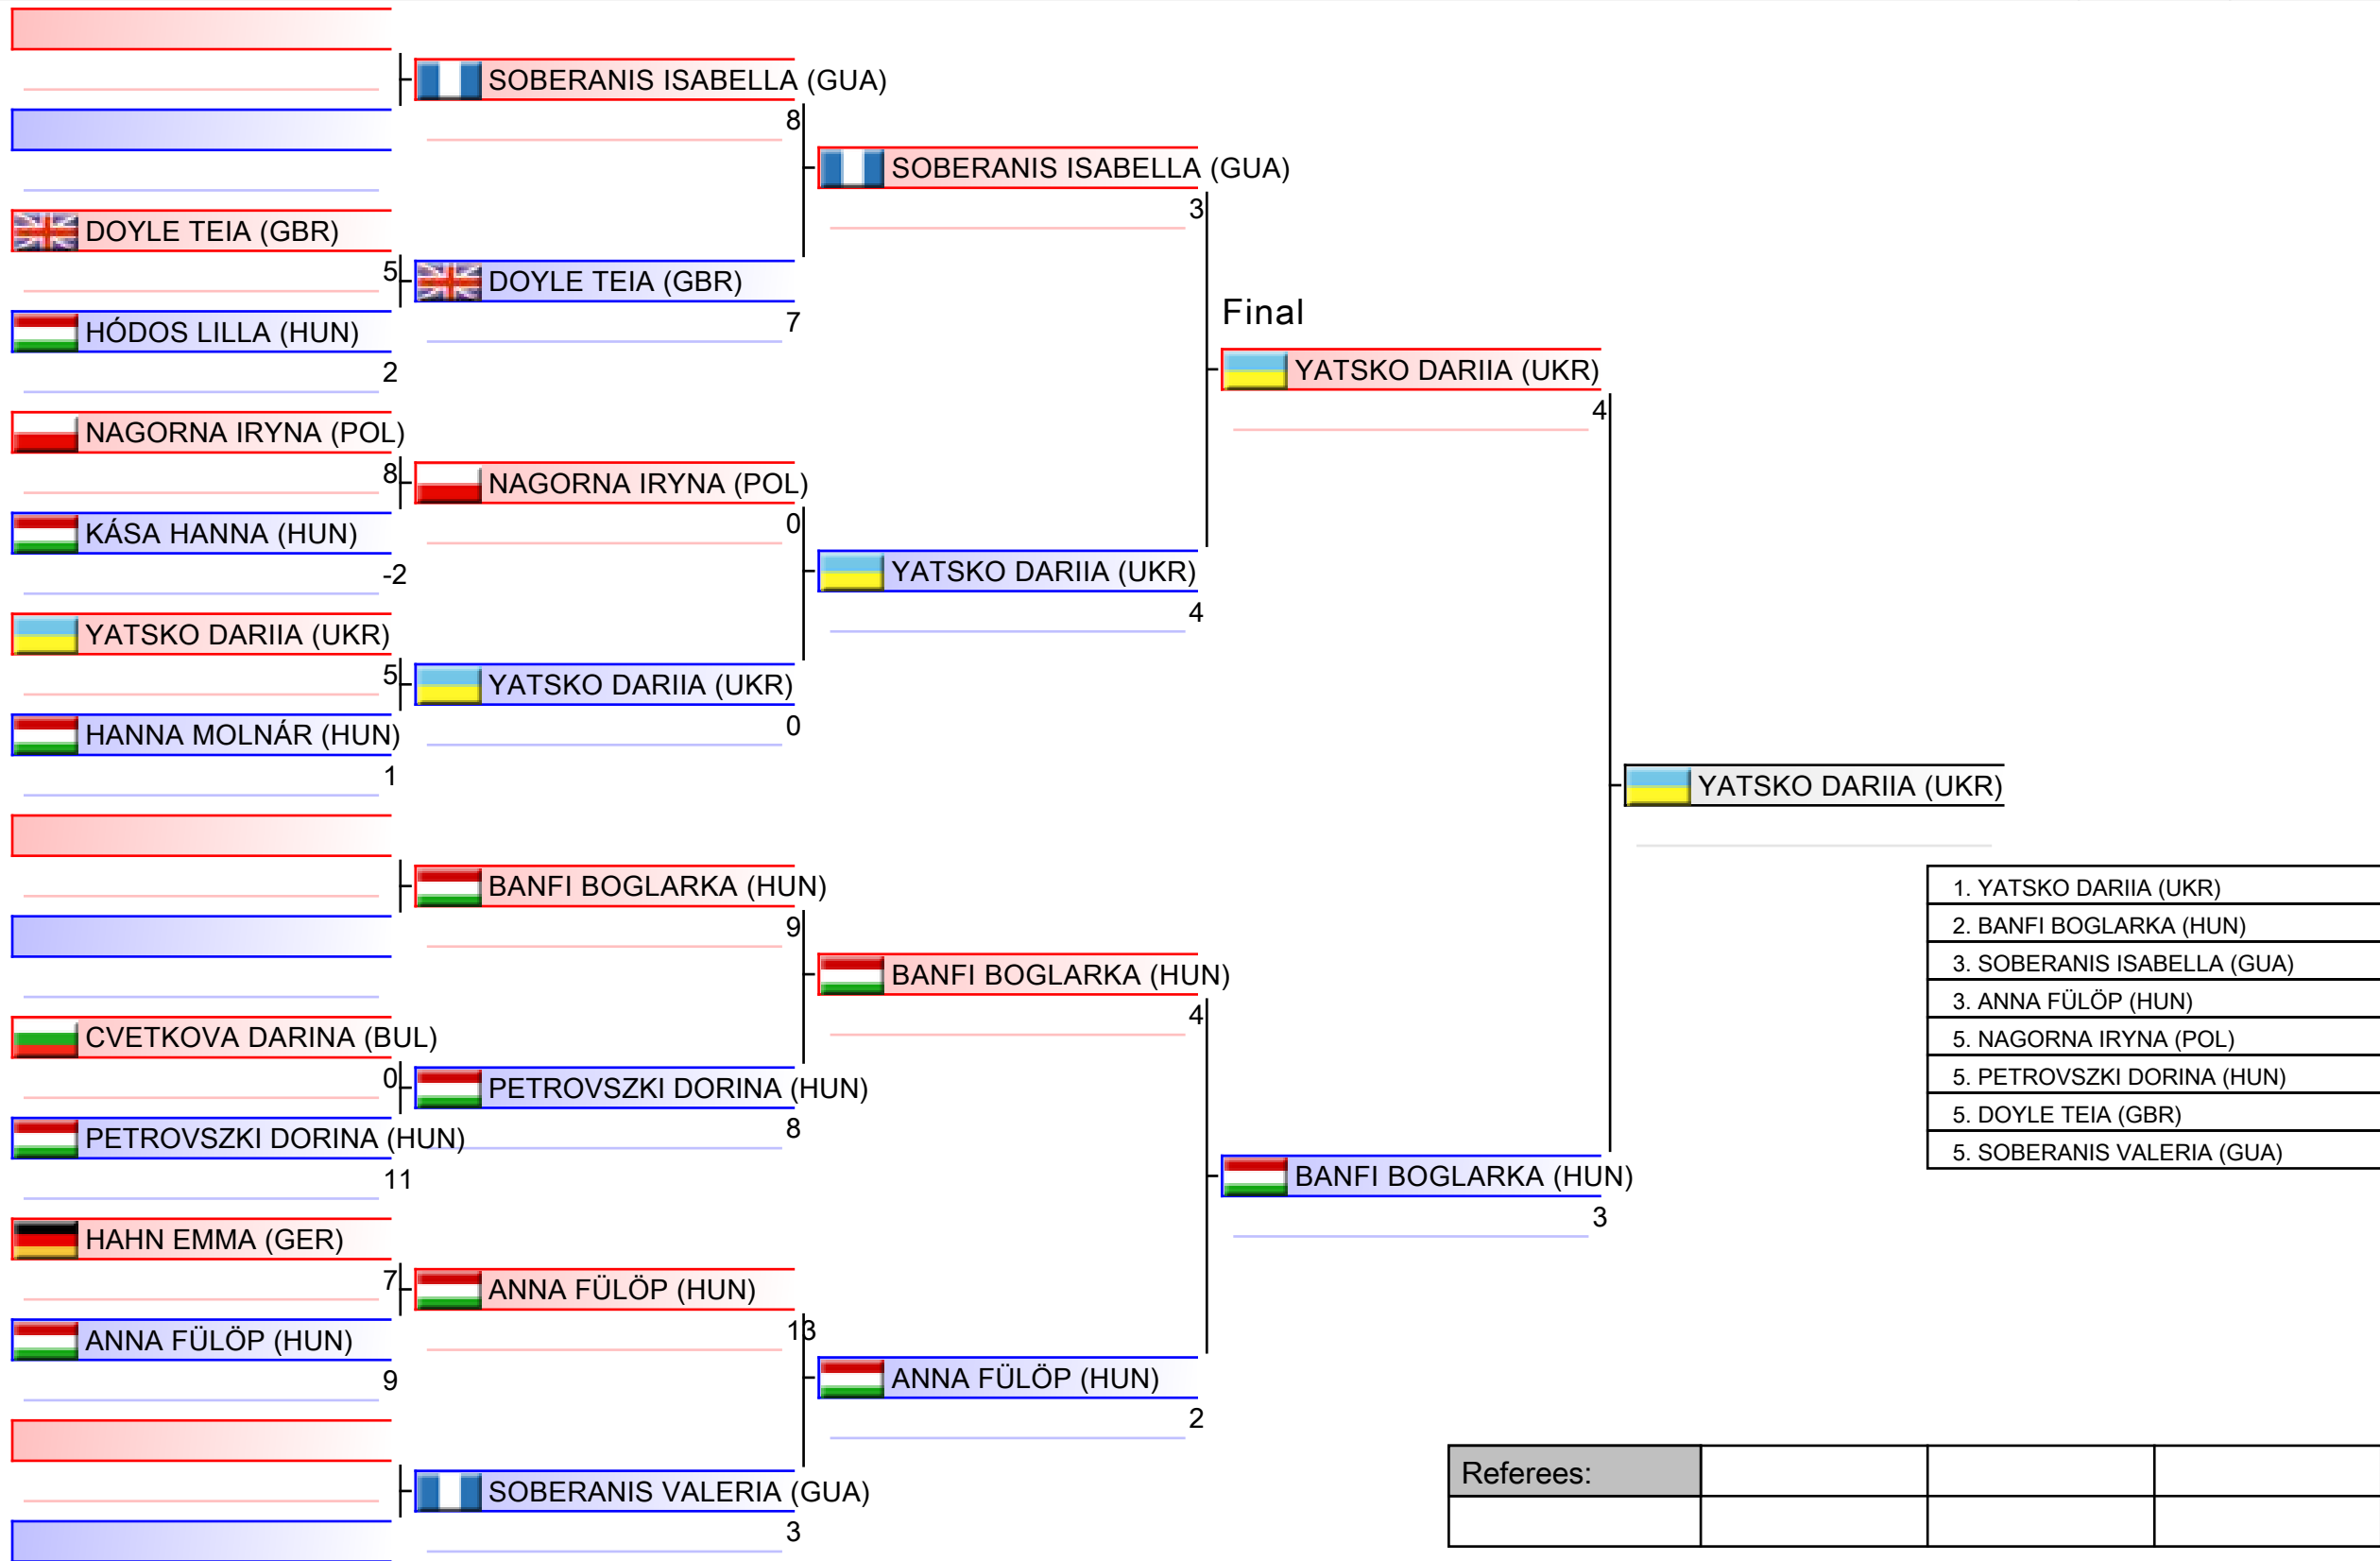 SOBERANIS ISABELLA (GUA)
8
SOBERANIS ISABELLA (GUA)
3
DOYLE TEIA (GBR)
5
DOYLE TEIA (GBR)
7
HÓDOS LILLA (HUN)
2
Final
YATSKO DARIIA (UKR)
4
NAGORNA IRYNA (POL)
8
NAGORNA IRYNA (POL)
0
KÁSA HANNA (HUN)
-2
YATSKO DARIIA (UKR)
4
YATSKO DARIIA (UKR)
5
YATSKO DARIIA (UKR)
0
HANNA MOLNÁR (HUN)
1
YATSKO DARIIA (UKR)
BANFI BOGLARKA (HUN)
9
BANFI BOGLARKA (HUN)
4
CVETKOVA DARINA (BUL)
0
PETROVSZKI DORINA (HUN)
8
PETROVSZKI DORINA (HUN)
11
BANFI BOGLARKA (HUN)
3
HAHN EMMA (GER)
7
ANNA FÜLÖP (HUN)
13
ANNA FÜLÖP (HUN)
9
ANNA FÜLÖP (HUN)
2
SOBERANIS VALERIA (GUA)
3
1. YATSKO DARIIA (UKR)
2. BANFI BOGLARKA (HUN)
3. SOBERANIS ISABELLA (GUA)
3. ANNA FÜLÖP (HUN)
5. NAGORNA IRYNA (POL)
5. PETROVSZKI DORINA (HUN)
5. DOYLE TEIA (GBR)
5. SOBERANIS VALERIA (GUA)
Referees: